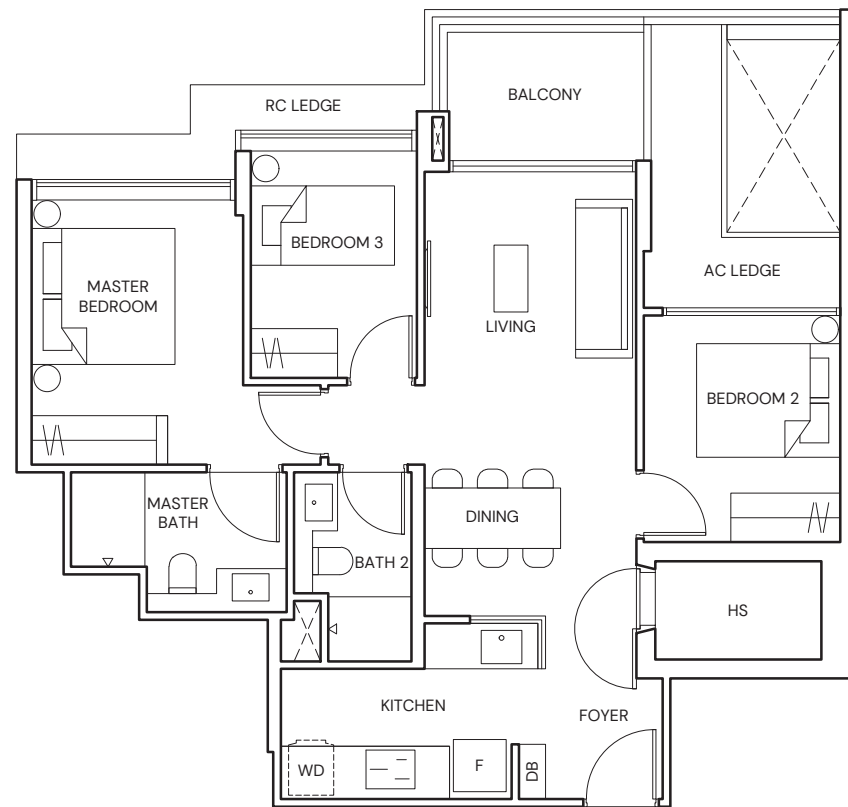 RC LEDGE
BALCONY
BEDROOM 3
MASTER
BEDROOM
AC LEDGE
LIVING
BEDROOM 2
MASTER
BATH
DINING
BATH 2
HS
KITCHEN
FOYER
WD
F
DB